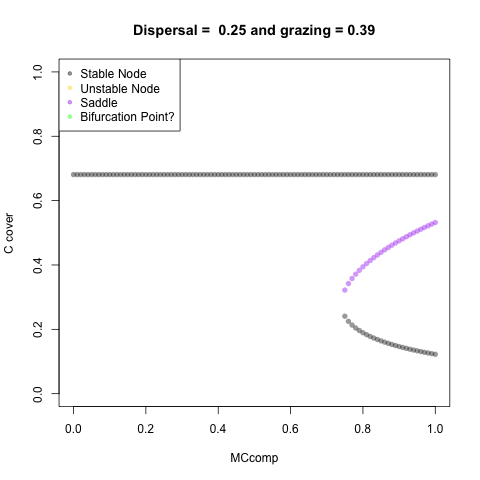 Dispersal =  0.25 and grazing = 0.39
Stable Node
Unstable Node
Saddle
Bifurcation Point?
1.0
0.8
0.6
0.4
0.2
0.0
C cover
0.0 0.2 0.4 0.6 0.8 1.0
MCcomp